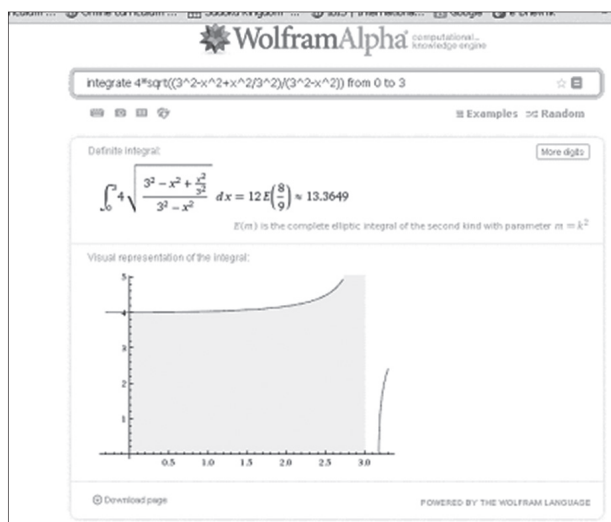 WolframAlpha computational... knowledge engine
integrate 4*sqrt((3^2-x^2+x^2/3^2)/(3^2-x^2)) from 0 to 3
Examples Random
Definite integral:
More digits
∫₀³ 4 √((3² − x² + x²/3²)/(3² − x²)) dx = 12 E(8/9) ≈ 13.3649
E(m) is the complete elliptic integral of the second kind with parameter m = k²
Visual representation of the integral:
5
4
3
2
1
0.5 1.0 1.5 2.0 2.5 3.0
Download page
POWERED BY THE WOLFRAM LANGUAGE